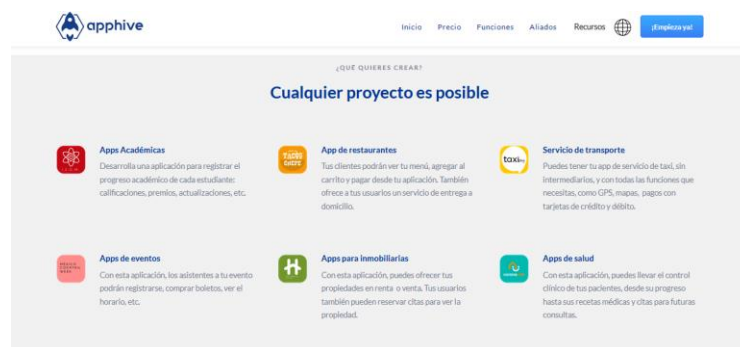 apphive
Inicio Precio Funciones Aliados Recursos ¡Empieza ya!
¿QUÉ QUIERES CREAR?
Cualquier proyecto es posible
Apps Académicas
Desarrolla una aplicación para registrar el
progreso académico de cada estudiante:
calificaciones, premios, actualizaciones, etc.
TACOS
App de restaurantes
Tus clientes podrán ver tu menú, agregar al
carrito y pagar desde tu aplicación. También
ofrece a tus usuarios un servicio de entrega a
domicilio.
taxi
Servicio de transporte
Puedes tener tu app de servicio de taxi, sin
intermediarios, y con todas las funciones que
necesitas, como GPS, mapas, pagos con
tarjetas de crédito y débito.
Apps de eventos
Con esta aplicación, los asistentes a tu evento
podrán registrarse, comprar boletos, ver el
horario, etc.
Apps para inmobiliarias
Con esta aplicación, puedes ofrecer tus
propiedades en renta o venta. Tus usuarios
también pueden reservar citas para ver la
propiedad.
Apps de salud
Con esta aplicación, puedes llevar el control
clínico de tus pacientes, desde su progreso
hasta sus recetas médicas y citas para futuras
consultas.